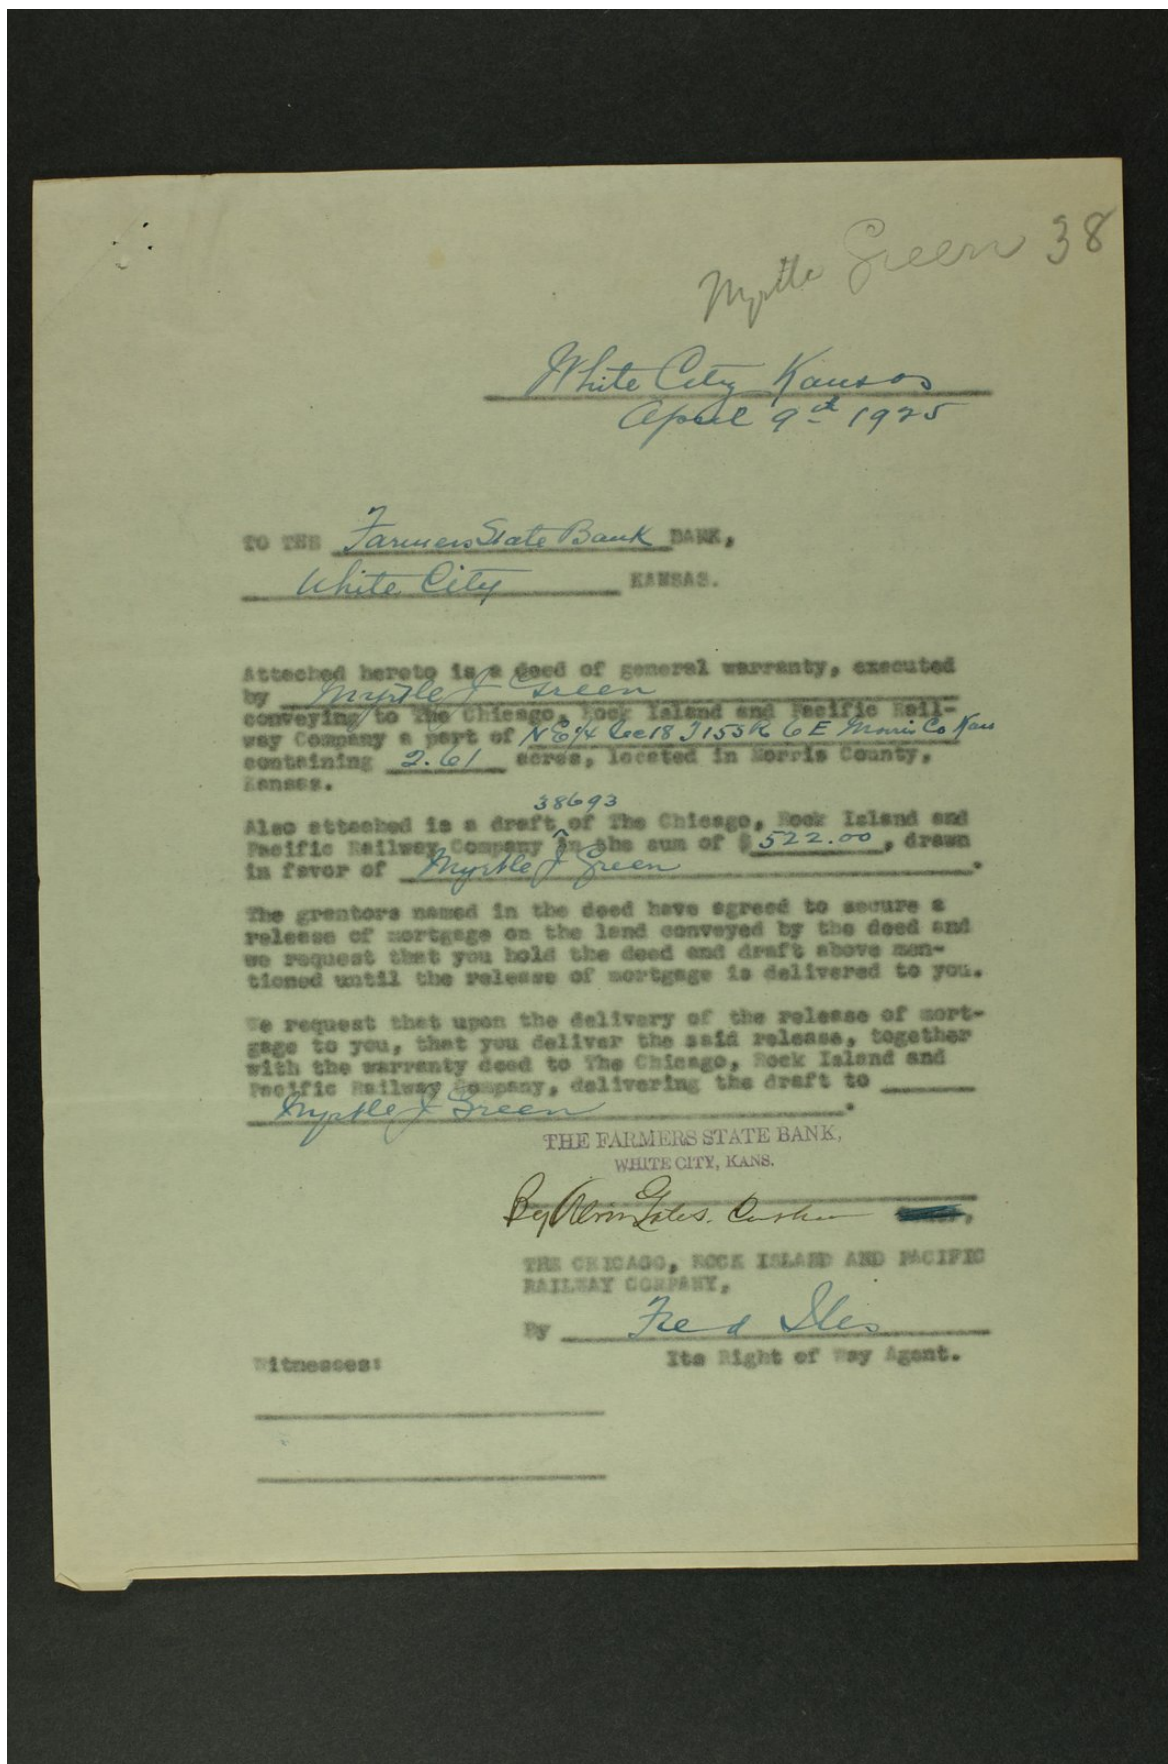 Myrtle Green 38
White City Kansas
April 9th 1925
TO THE Farmers State Bank BANK,
White City KANSAS.
Attached hereto is a deed of general warranty, executed
by Myrtle J Green
conveying to The Chicago, Rock Island and Pacific Rail-
way Company a part of N E 1/4 Sec 18 T 15 S R 6 E Morris Co Kans
containing 2.61 acres, located in Morris County,
Kansas.
38693
Also attached is a draft ^ of The Chicago, Rock Island and
Pacific Railway Company in the sum of $ 522.00, drawn
in favor of Myrtle J Green.
The grantors named in the deed have agreed to secure a
release of mortgage on the land conveyed by the deed and
we request that you hold the deed and draft above men-
tioned until the release of mortgage is delivered to you.
We request that upon the delivery of the release of mort-
gage to you, that you deliver the said release, together
with the warranty deed to The Chicago, Rock Island and
Pacific Railway Company, delivering the draft to
Myrtle J Green.
THE FARMERS STATE BANK,
WHITE CITY, KANS.
By Gates. Cashier
THE CHICAGO, ROCK ISLAND AND PACIFIC
RAILWAY COMPANY,
By Fred Iles
Its Right of Way Agent.
Witnesses: